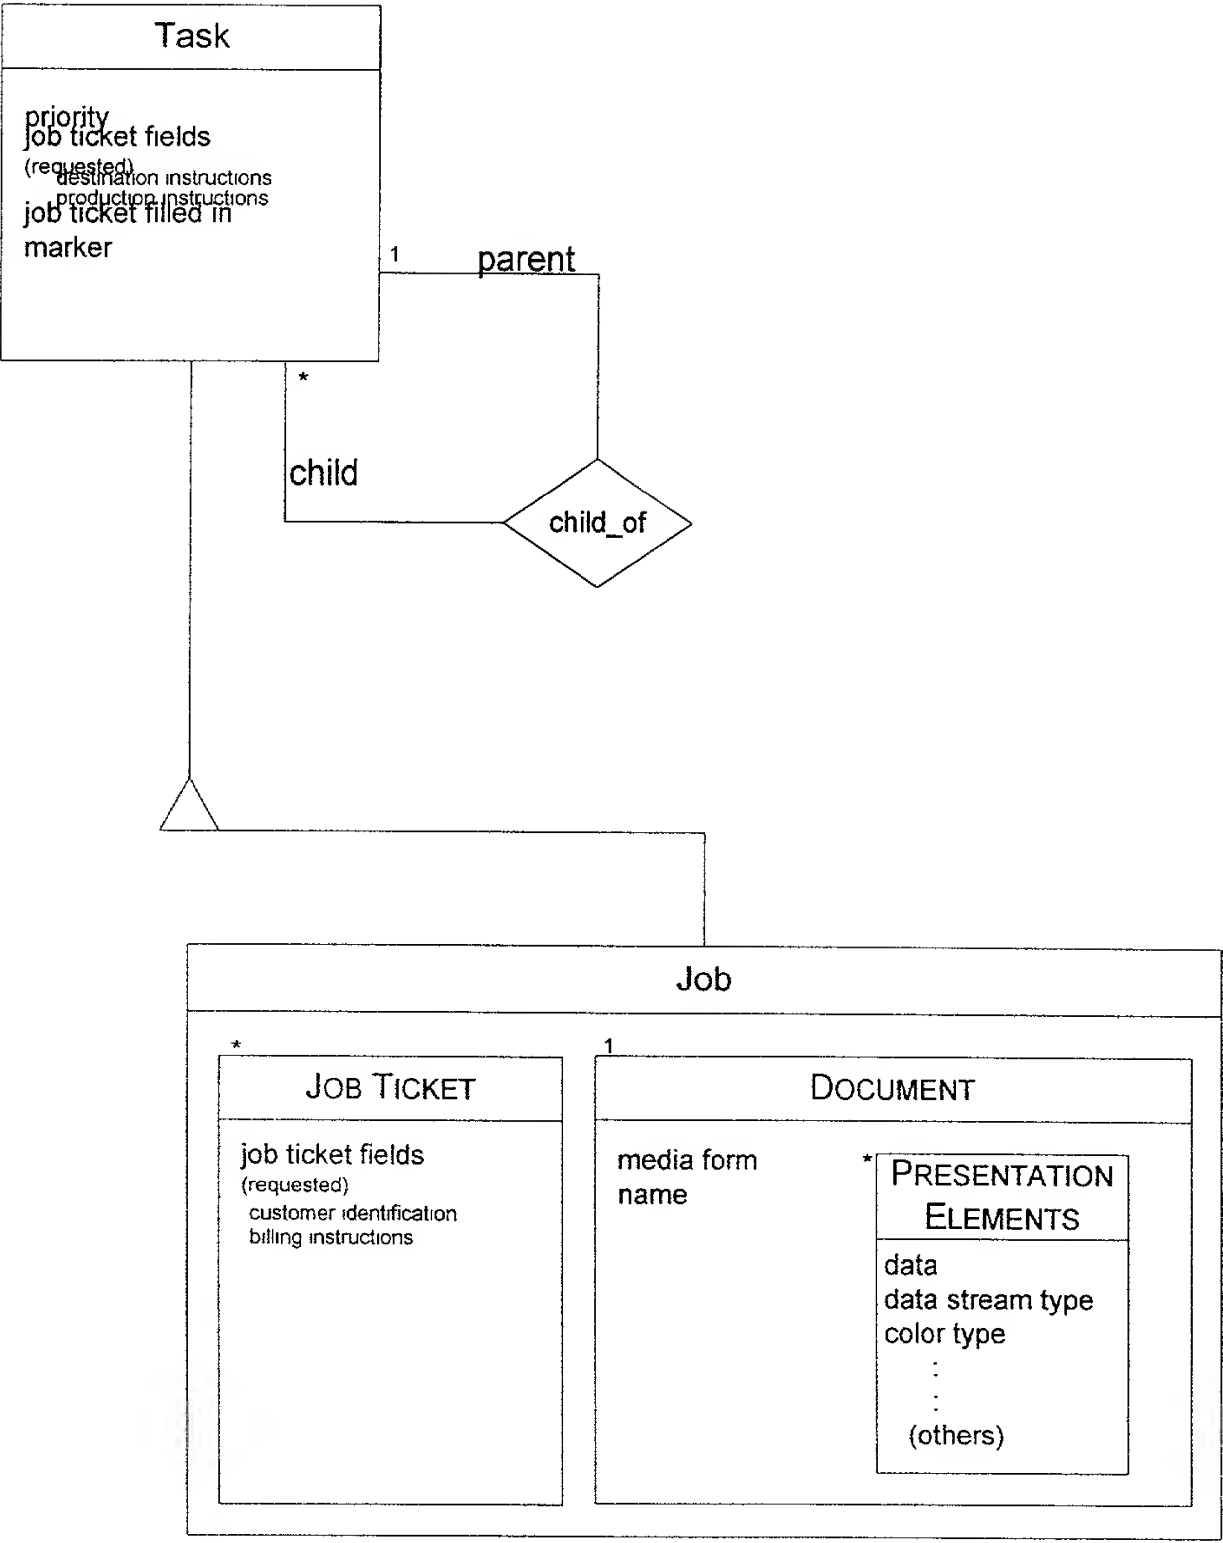 Task
priority
job ticket fields
(requested)
destination instructions
production instructions
job ticket filled in
marker
1
parent
*
child
child_of
Job
*
JOB TICKET
job ticket fields
(requested)
customer identification
billing instructions
1
DOCUMENT
media form
name
*
PRESENTATION
ELEMENTS
data
data stream type
color type
:
:
(others)